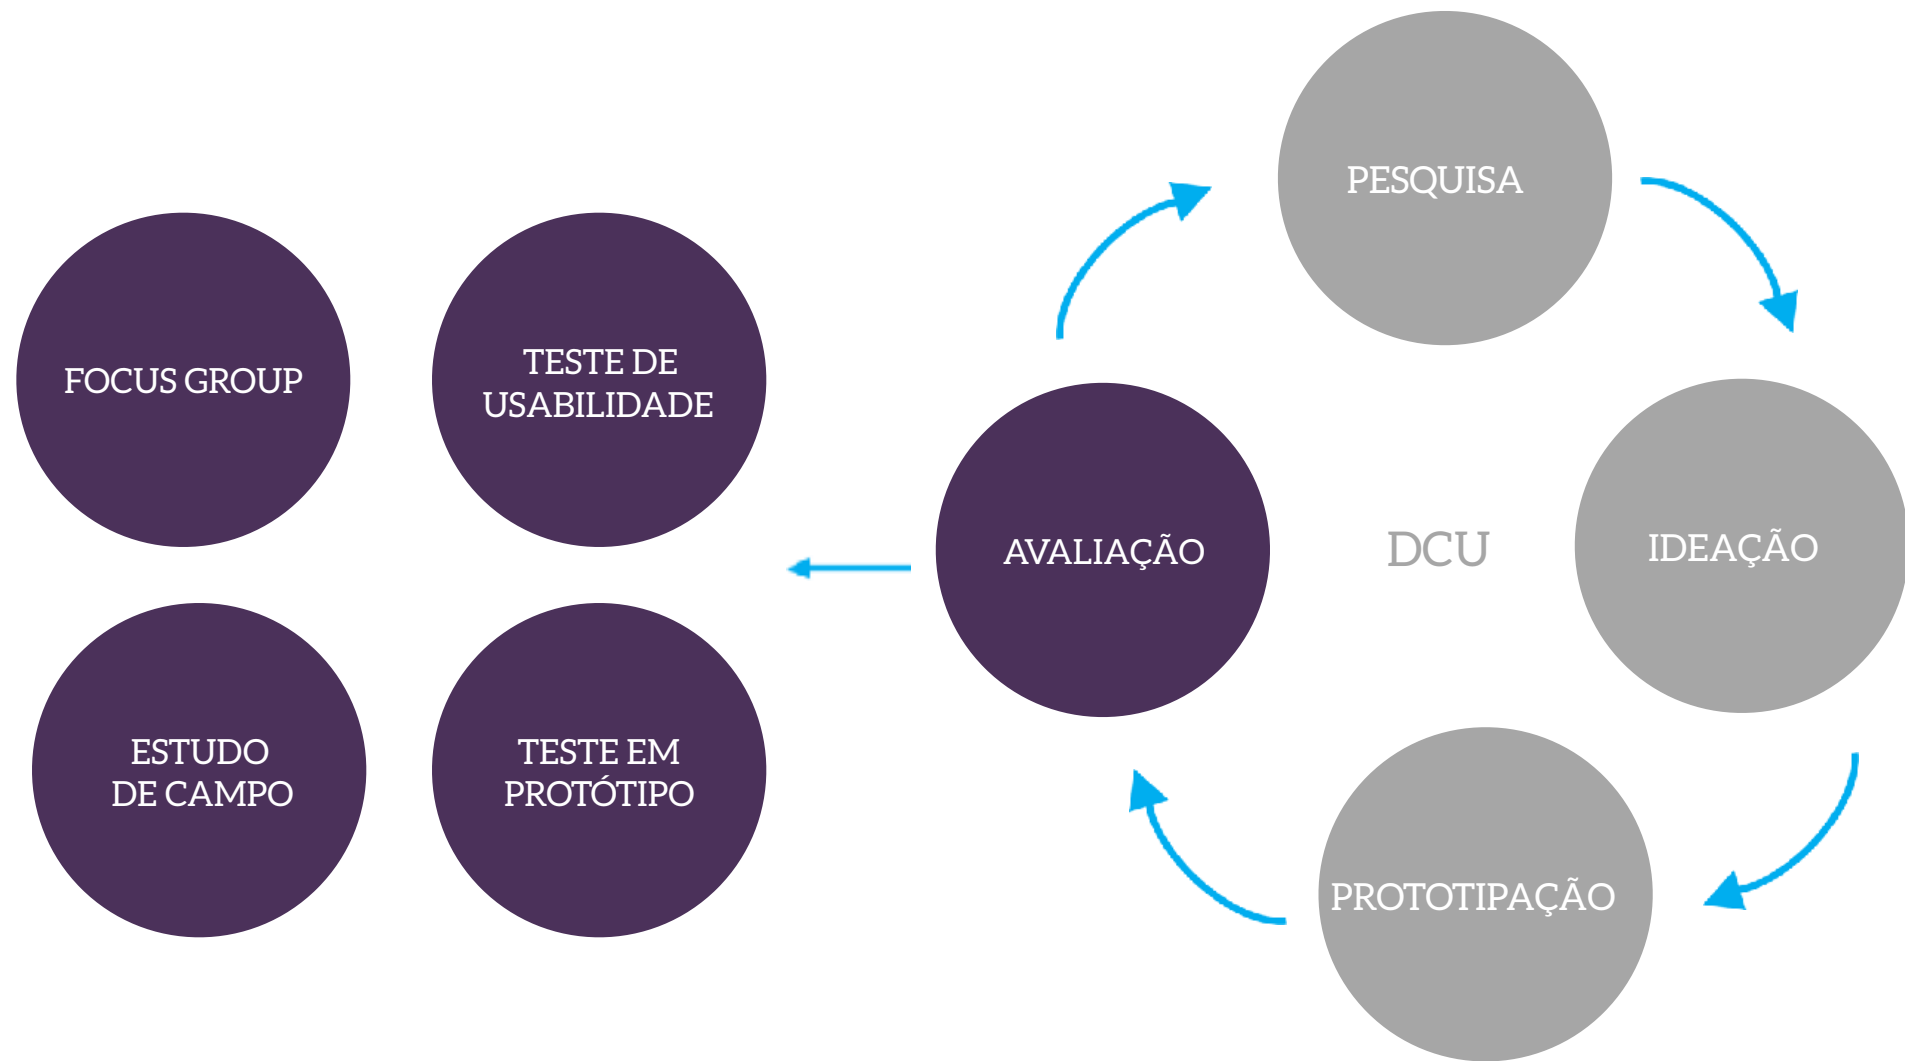 FOCUS GROUP
TESTE DE
USABILIDADE
ESTUDO
DE CAMPO
TESTE EM
PROTÓTIPO
PESQUISA
AVALIAÇÃO
DCU
IDEAÇÃO
PROTOTIPAÇÃO